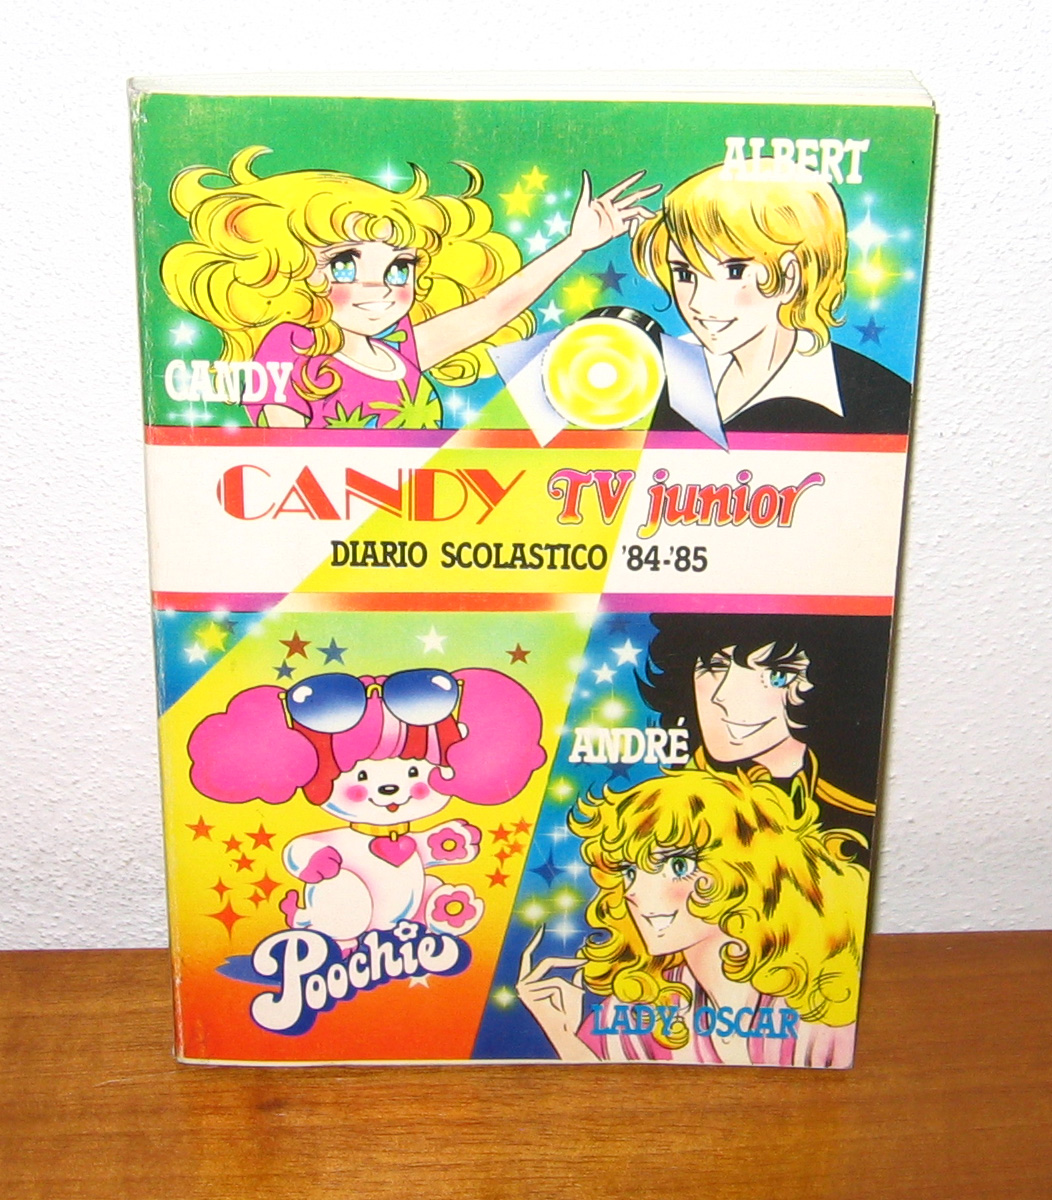 ALBERT
CANDY
CANDY TV junior
DIARIO SCOLASTICO '84-'85
ANDRÉ
Poochie
LADY OSCAR